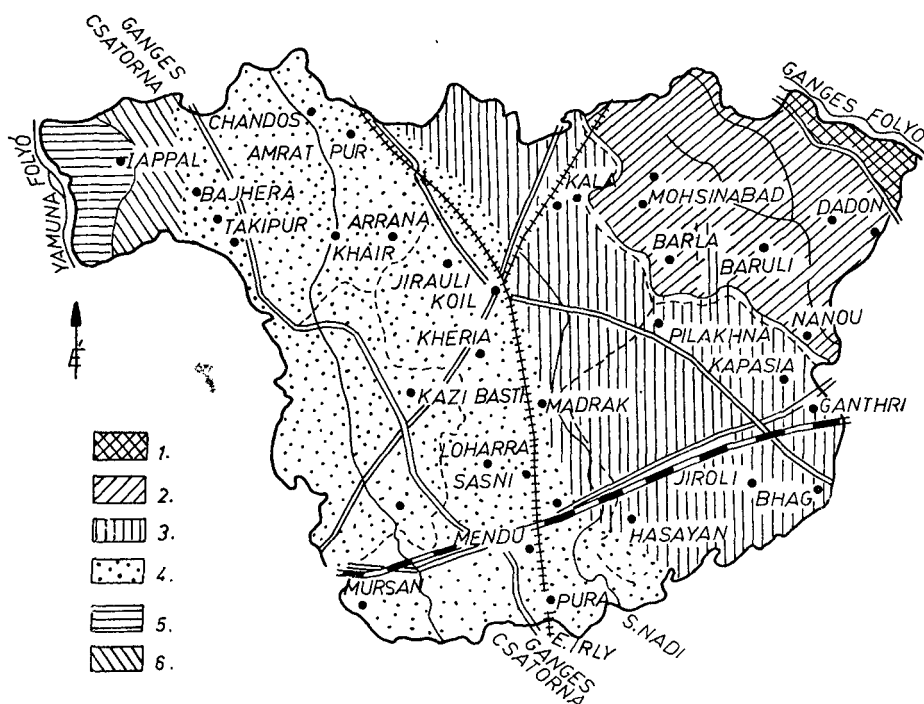 GANGES
CSATORNA
GANGES FOLYÓ
YAMUNA FOLYÓ
CHANDOS
AMRAT PUR
IAPPAL
BAJHERA
TAKIPUR
ARRANA
KHAIR
JIRAULI
KOIL
KALA
MOHSINABAD
DADON
BARLA
BARULI
NANOU
PILAKHNA
KAPASIA
GANTHRI
KHERIA
KAZI BASTI
MADRAK
LOHARRA
SASNI
JIROLI
BHAG
HASAYAN
MENDU
MURSAN
PURA
E. IRLY
S.NADI
GANGES
CSATORNA
É
1.
2.
3.
4.
5.
6.